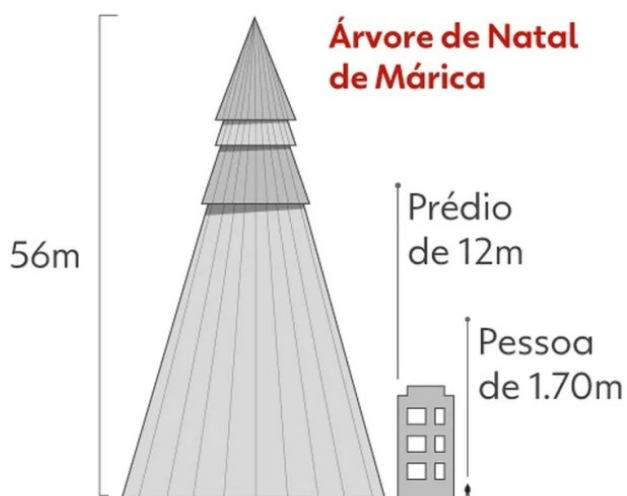 Árvore de Natal
de Márica
56m
Prédio
de 12m
Pessoa
de 1.70m